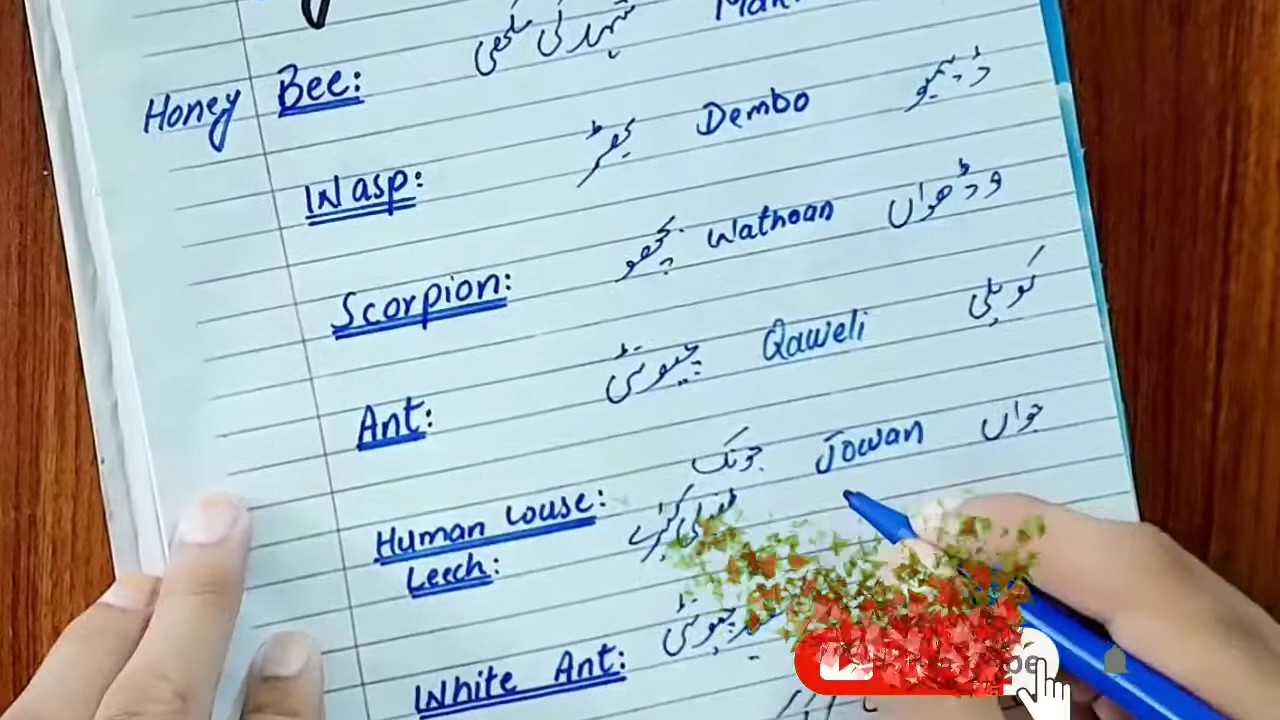 Honey Bee: شہد کی مکھی
Wasp: بھڑ Dembo ڈیمبو
Scorpion: بچھو Wathoan وڈھواں
Ant: چیونٹی Qaweli کویلی
جونک Jowan جواں
Human Louse:
Leech:
White Ant: چیونٹی